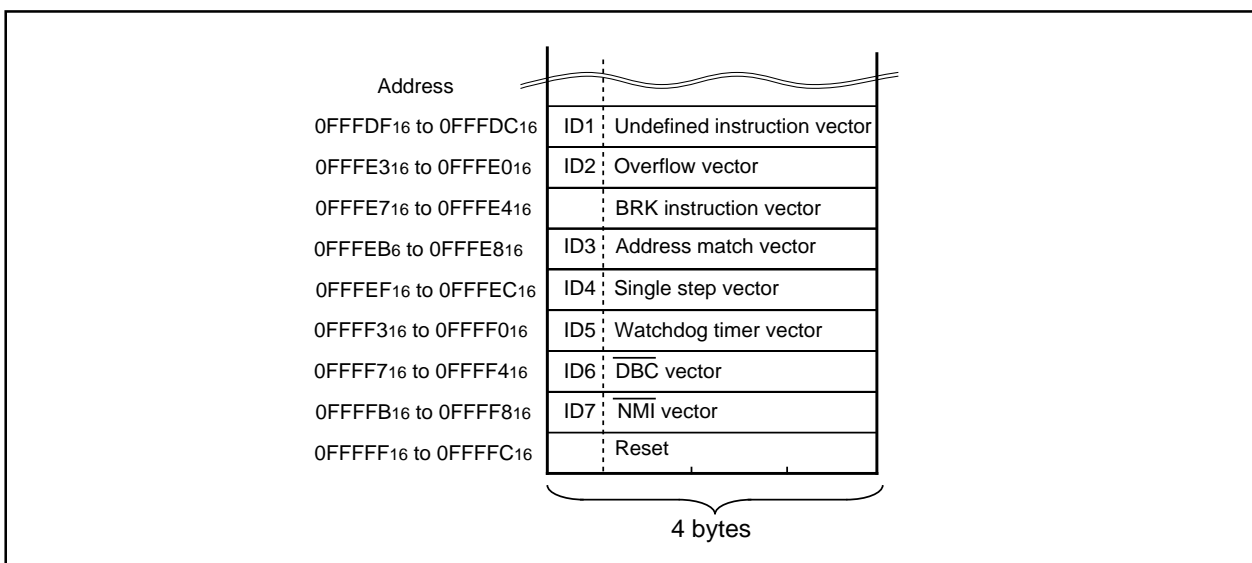 Address
0FFFDF16 to 0FFFDC16 ID1 Undefined instruction vector
0FFFE316 to 0FFFE016 ID2 Overflow vector
0FFFE716 to 0FFFE416 BRK instruction vector
0FFFEB6 to 0FFFE816 ID3 Address match vector
0FFFEF16 to 0FFFEC16 ID4 Single step vector
0FFFF316 to 0FFFF016 ID5 Watchdog timer vector
0FFFF716 to 0FFFF416 ID6 DBC vector
0FFFFB16 to 0FFFF816 ID7 NMI vector
0FFFFF16 to 0FFFFC16 Reset
4 bytes